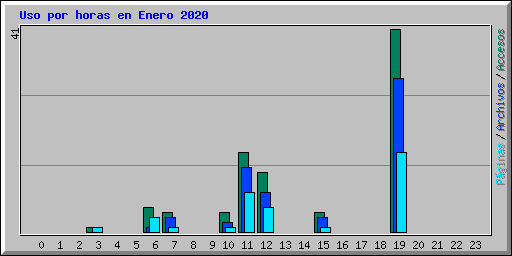 Uso por horas en Enero 2020
41
Páginas / Archivos / Accesos
0 1 2 3 4 5 6 7 8 9 10 11 12 13 14 15 16 17 18 19 20 21 22 23